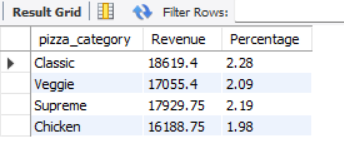 Result Grid Filter Rows:
pizza_category Revenue Percentage
Classic 18619.4 2.28
Veggie 17055.4 2.09
Supreme 17929.75 2.19
Chicken 16188.75 1.98